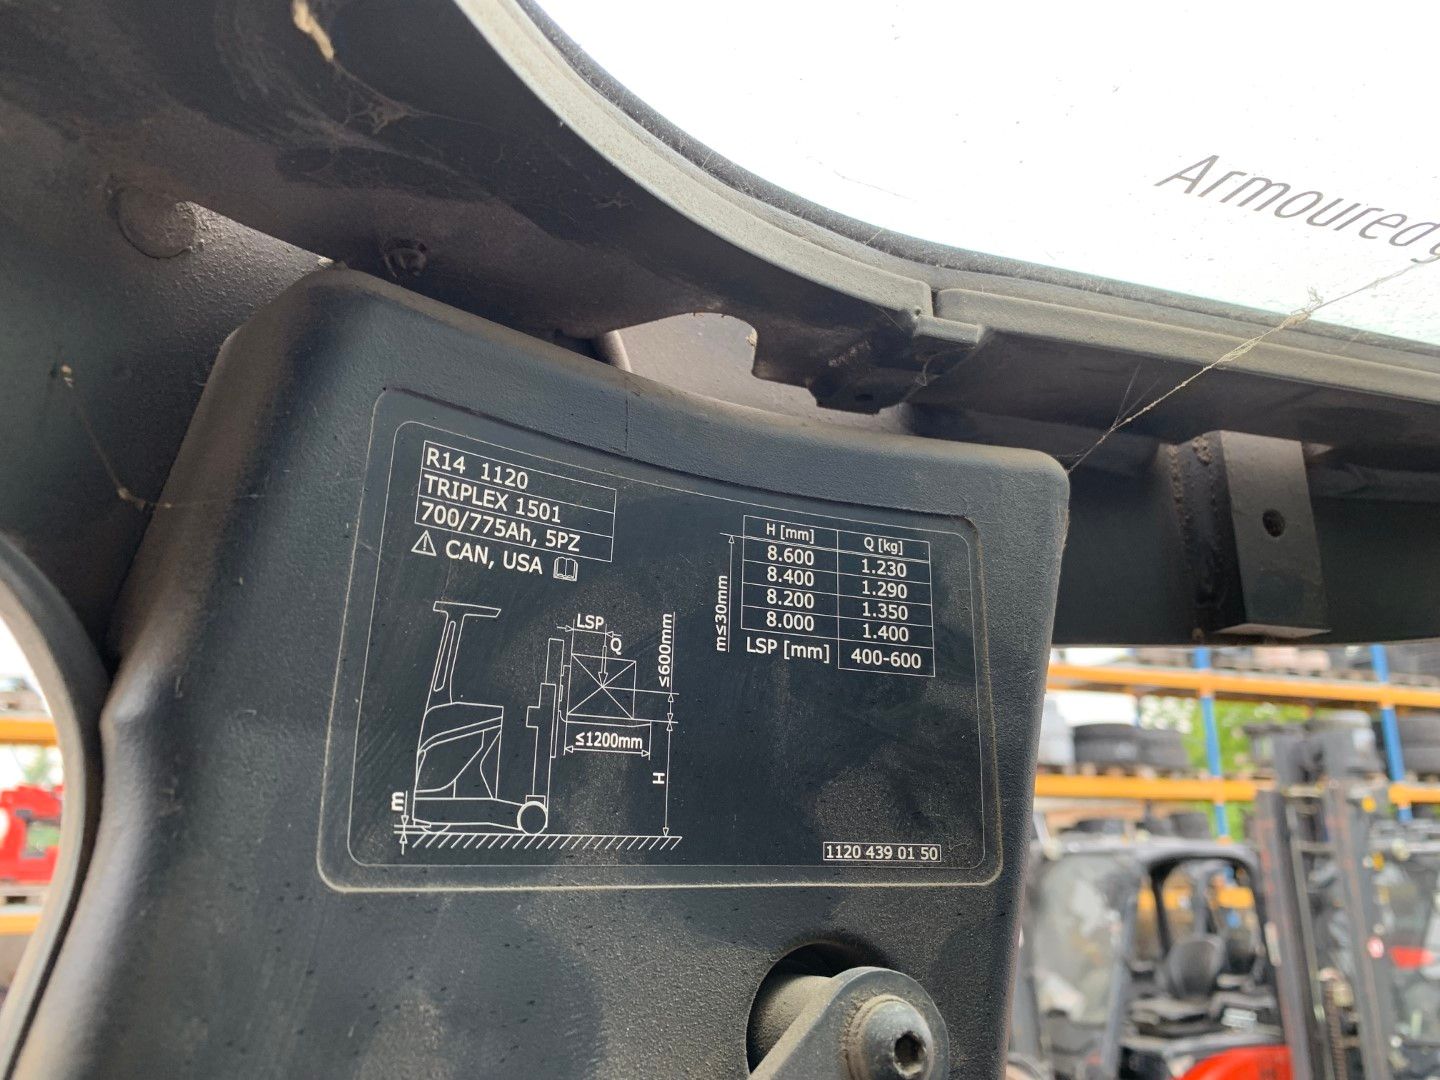 Armoured
R14 1120
TRIPLEX 1501
700/775Ah, 5PZ
⚠ CAN, USA
H [mm] Q [kg]
8.600 1.230
8.400 1.290
8.200 1.350
8.000 1.400
LSP [mm] 400-600
m≤30mm
LSP
Q
≤600mm
≤1200mm
H
m
1120 439 01 50